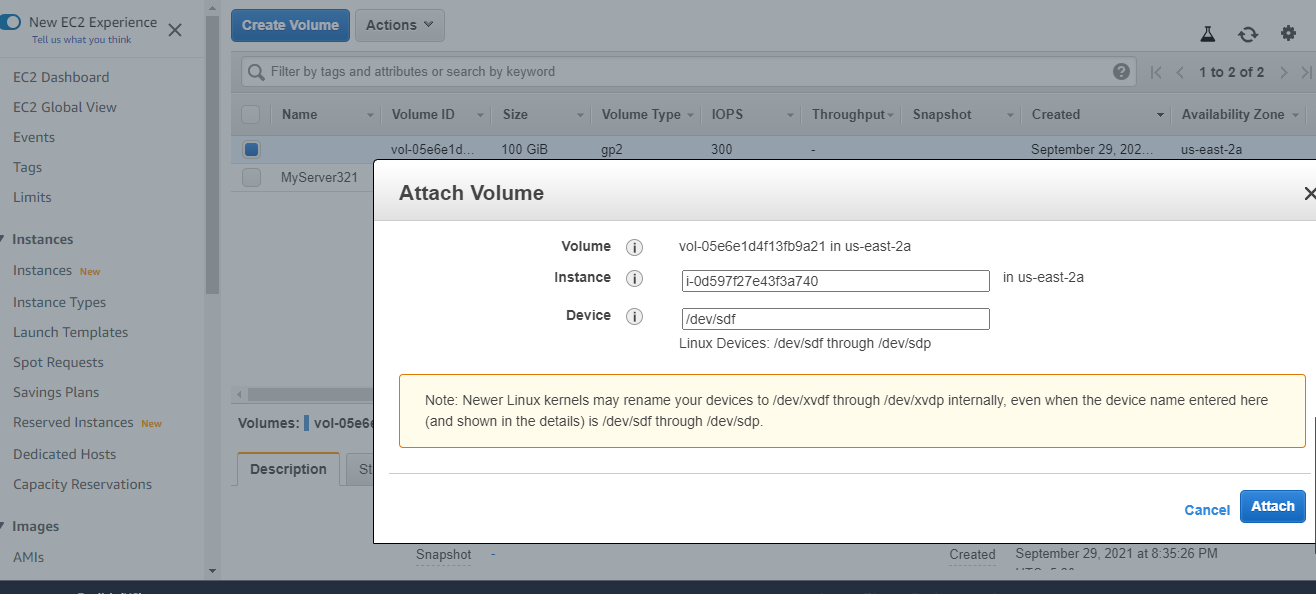 New EC2 Experience
Tell us what you think
EC2 Dashboard
EC2 Global View
Events
Tags
Limits
Instances
Instances New
Instance Types
Launch Templates
Spot Requests
Savings Plans
Reserved Instances New
Dedicated Hosts
Capacity Reservations
Images
AMIs
Create Volume Actions
Filter by tags and attributes or search by keyword
1 to 2 of 2
Name Volume ID Size Volume Type IOPS Throughput Snapshot Created Availability Zone
vol-05e6e1d... 100 GiB gp2 300 - September 29, 202... us-east-2a
MyServer321
Attach Volume
Volume vol-05e6e1d4f13fb9a21 in us-east-2a
Instance i-0d597f27e43f3a740 in us-east-2a
Device /dev/sdf
Linux Devices: /dev/sdf through /dev/sdp
Note: Newer Linux kernels may rename your devices to /dev/xvdf through /dev/xvdp internally, even when the device name entered here
(and shown in the details) is /dev/sdf through /dev/sdp.
Cancel Attach
Volumes: vol-05e6e
Description St
Snapshot - Created September 29, 2021 at 8:35:26 PM